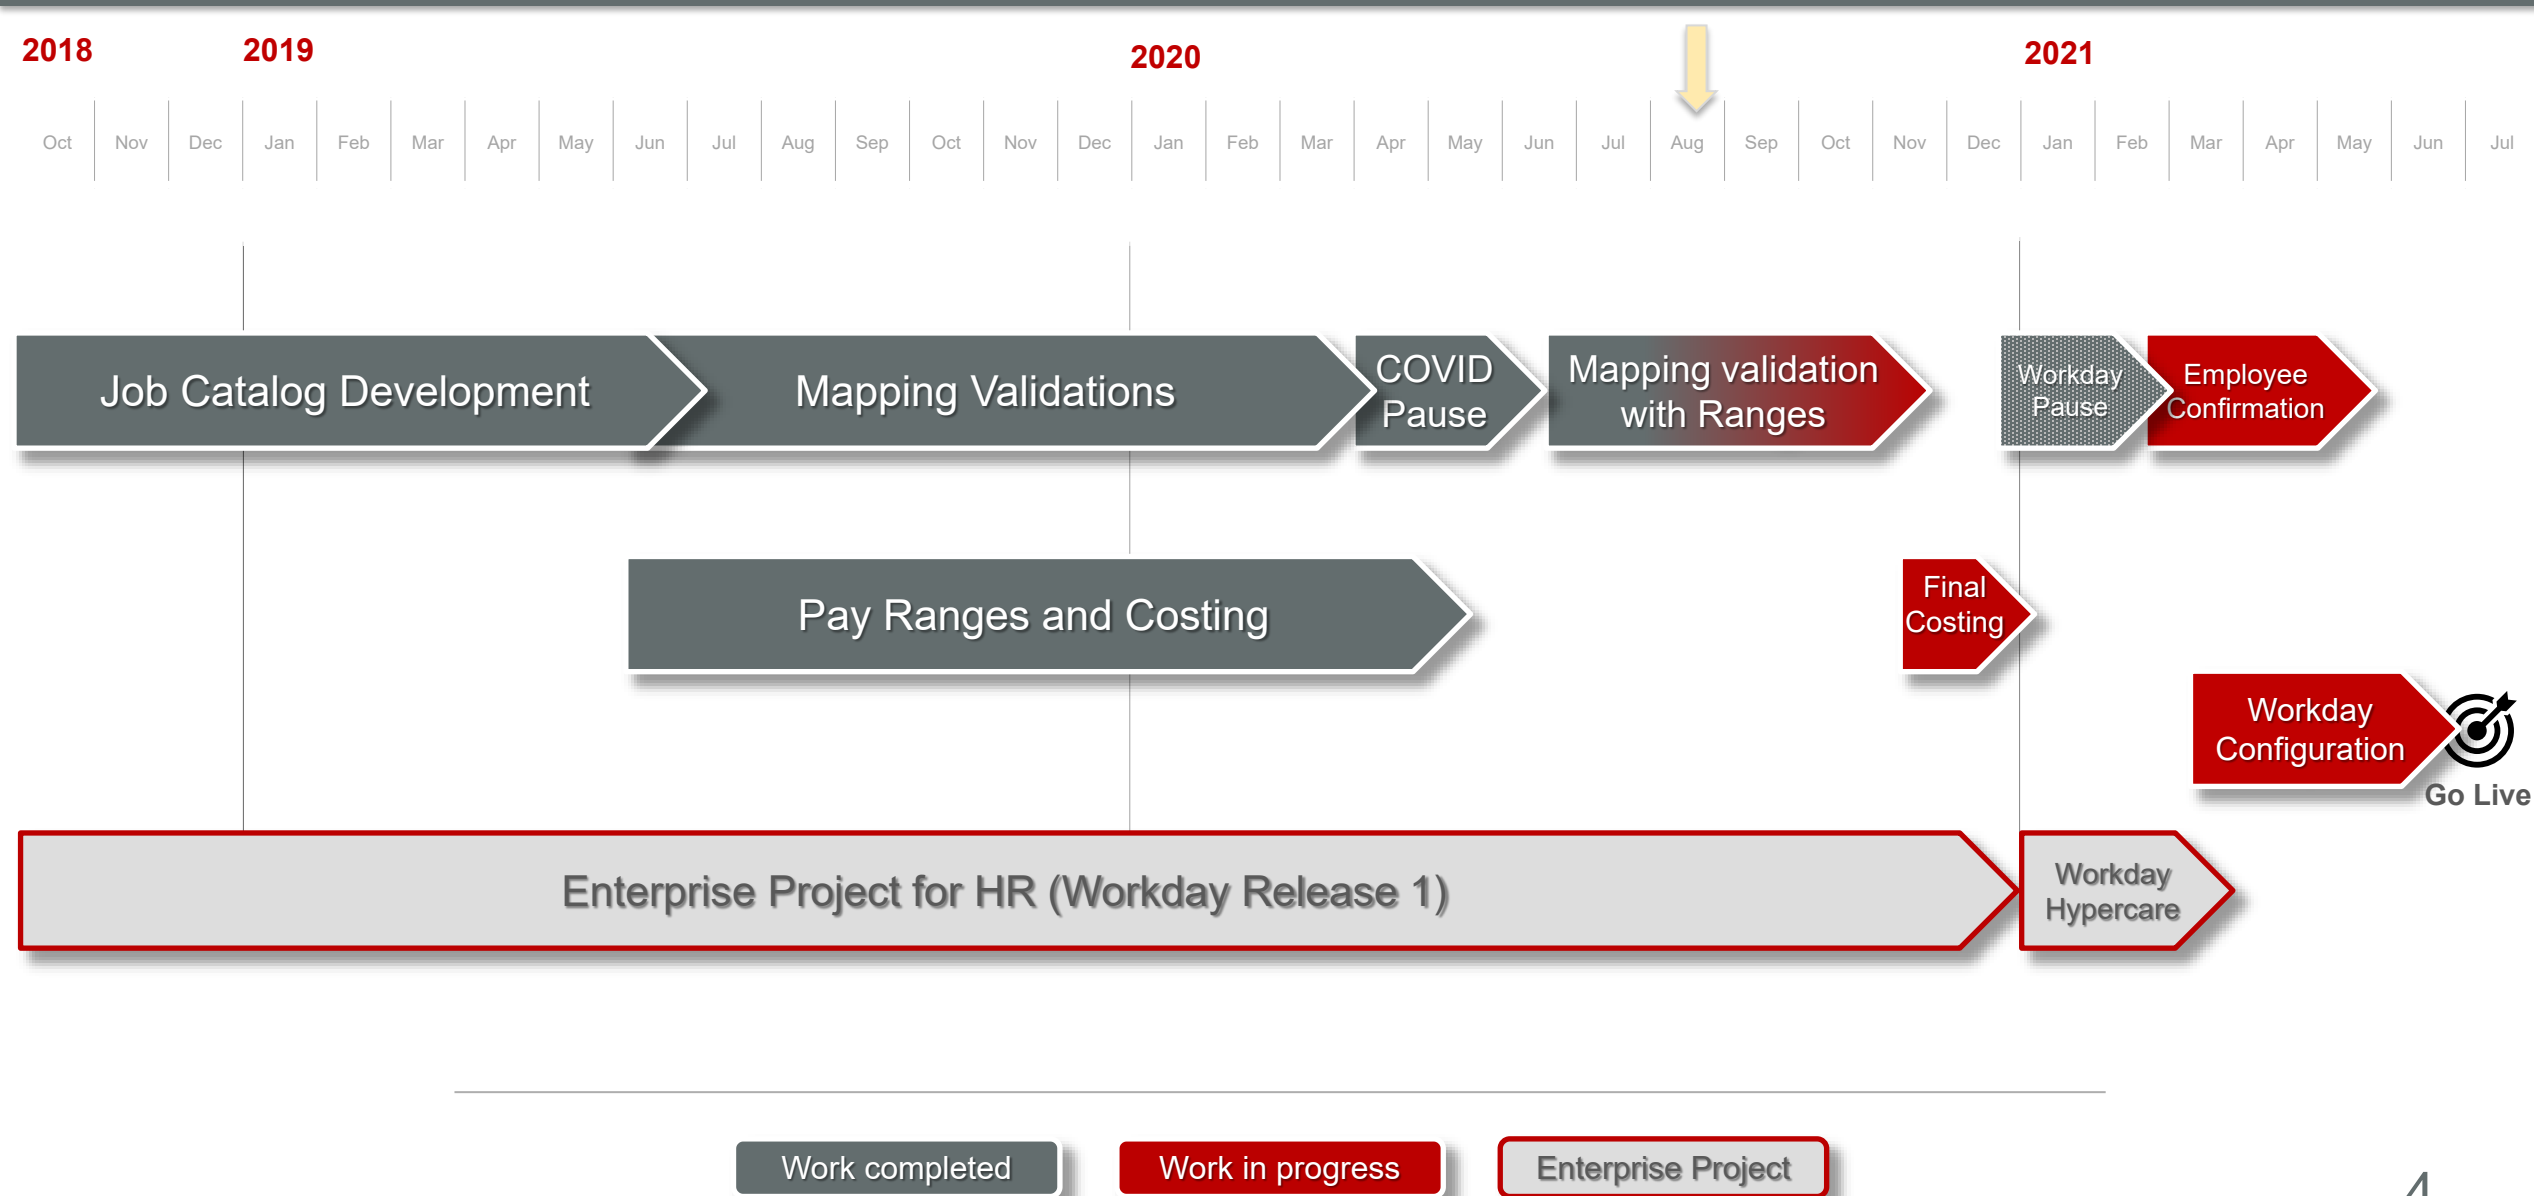 2018 2019 2020 2021
Oct Nov Dec Jan Feb Mar Apr May Jun Jul Aug Sep Oct Nov Dec Jan Feb Mar Apr May Jun Jul Aug Sep Oct Nov Dec Jan Feb Mar Apr May Jun Jul
Job Catalog Development
Mapping Validations
COVID
Pause
Mapping validation
with Ranges
Workday
Pause
Employee
Confirmation
Pay Ranges and Costing
Final
Costing
Workday
Configuration
Go Live
Enterprise Project for HR (Workday Release 1)
Workday
Hypercare
Work completed
Work in progress
Enterprise Project
4